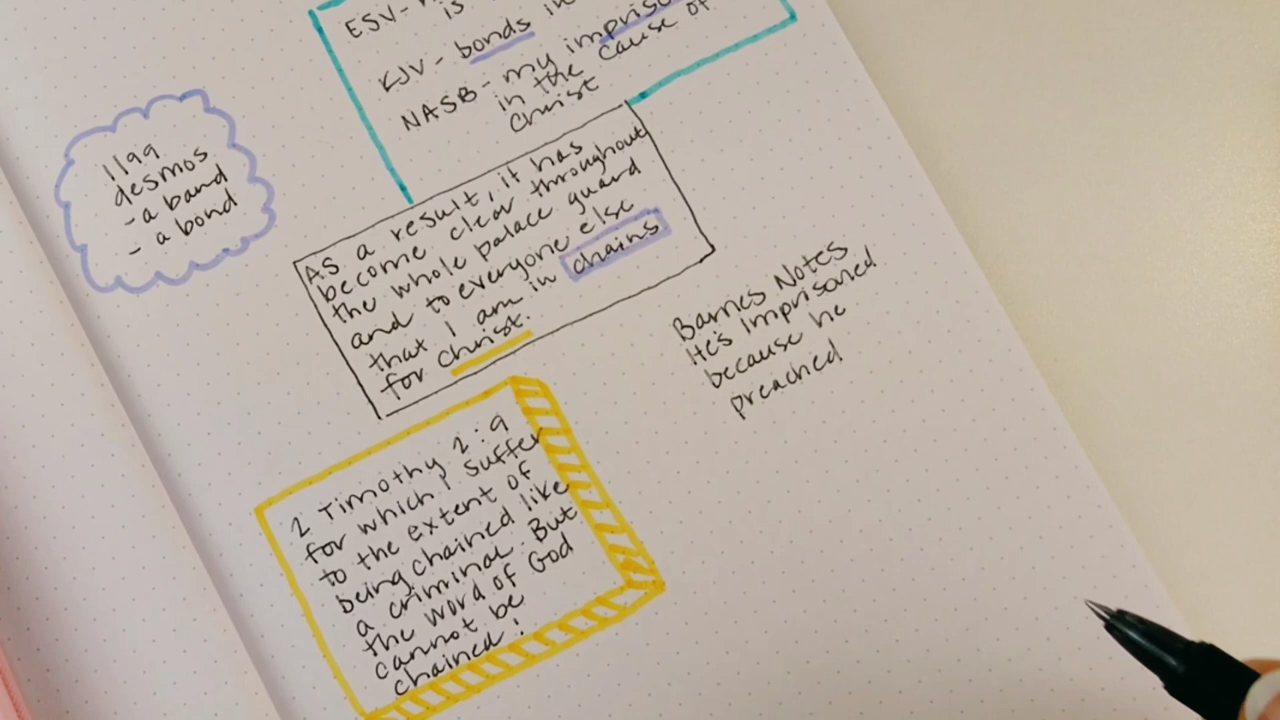 ESV-
is
KJV- bonds in
NASB- my impriso
in the cause of
Christ
1199
desmos
- a band
- a bond
As a result, it has
become clear throughout
the whole palace guard
and to everyone else
that I am in chains
for Christ.
Barnes Notes
He's Imprisoned
because he
preached
2 Timothy 2:9
for which I suffer
to the extent of
being chained like
a criminal. But
the word of God
cannot be
chained!